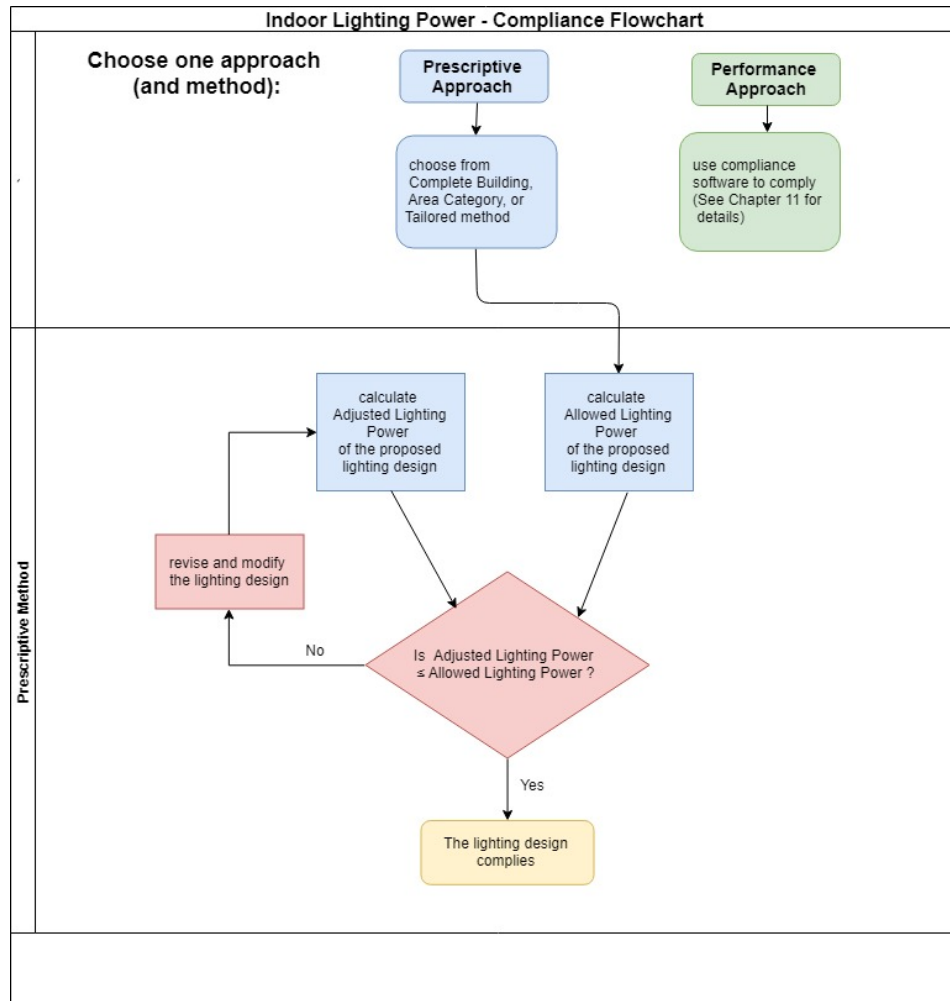 Indoor Lighting Power - Compliance Flowchart
Choose one approach
(and method):
Prescriptive
Approach
Performance
Approach
choose from
Complete Building,
Area Category, or
Tailored method
use compliance
software to comply
(See Chapter 11 for
details)
Prescriptive Method
calculate
Adjusted Lighting
Power
of the proposed
lighting design
calculate
Allowed Lighting
Power
of the proposed
lighting design
revise and modify
the lighting design
No
Is Adjusted Lighting Power
≤ Allowed Lighting Power ?
Yes
The lighting design
complies